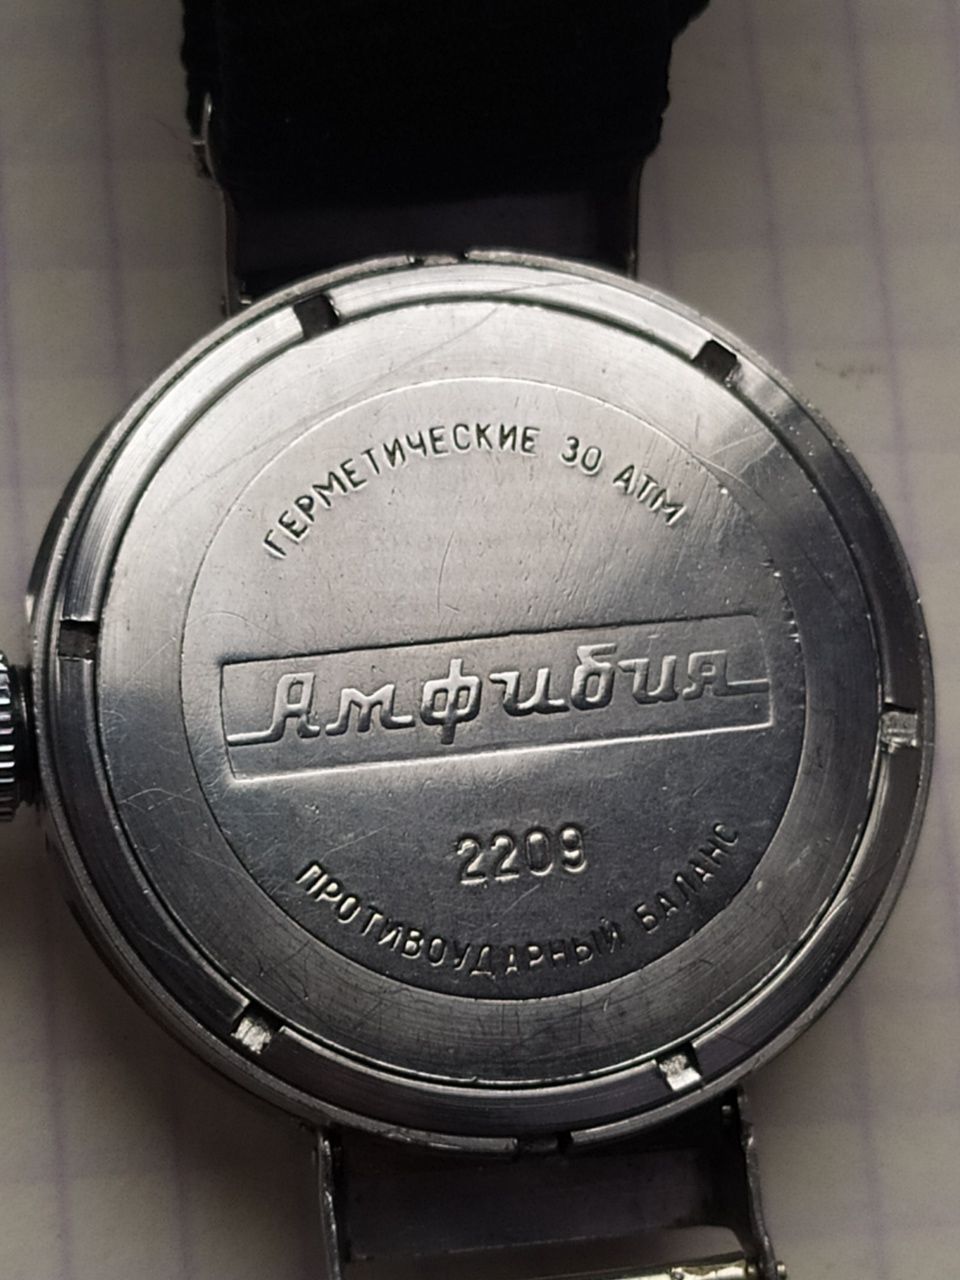 ГЕРМЕТИЧЕСКИЕ 30 АТМ
Амфибия
2209
ПРОТИВОУДАРНЫЙ БАЛАНС